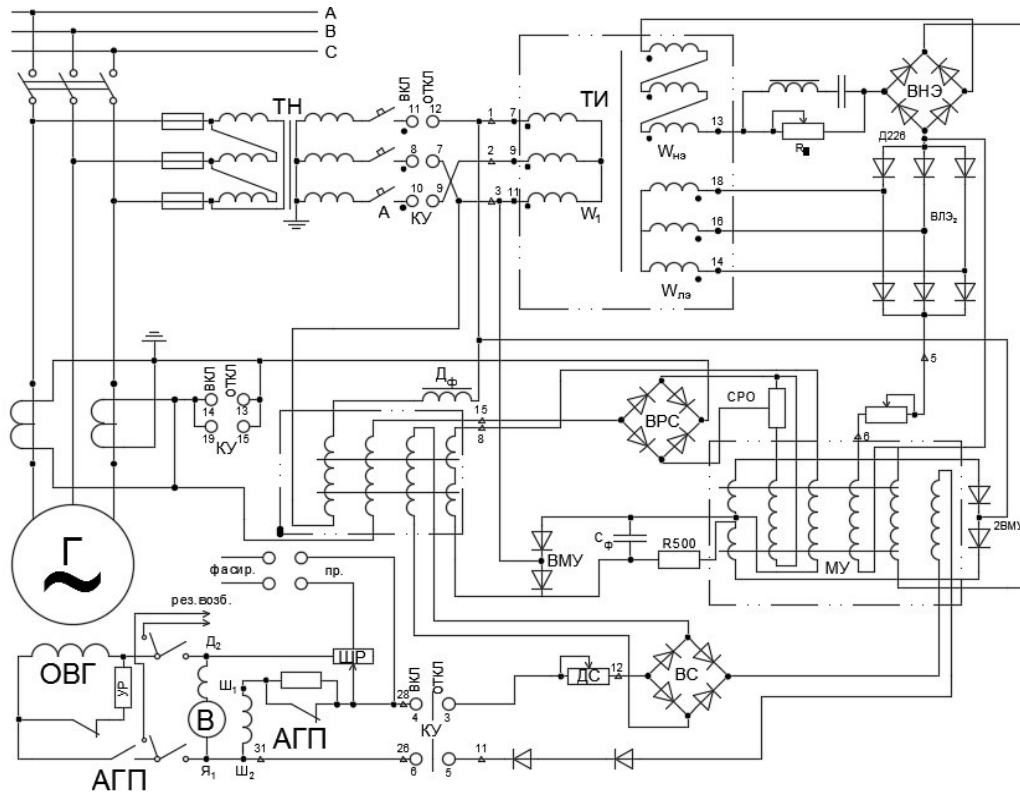 A
B
C
ТН
ВКЛ
ОТКЛ
11 12
8 7
10 9
А
КУ
1
2
3
7
9
11
ТИ
W₁
Wнэ
Wлэ
13
18
16
14
ВНЭ
Д226
ВЛЭ₂
5
6
ВКЛ
ОТКЛ
14 13
19 15
КУ
Дф
15
8
ВРС
СРО
Г
фасир.
пр.
ВМУ
Cф
R500
МУ
2ВМУ
рез.возб.
Д₂
ОВГ
УР
ШР
Ш₁
В
АГП
АГП
Я₁
Ш₂
31
28
26
ВКЛ
ОТКЛ
4 3
КУ
6 5
11
ДС
12
ВС